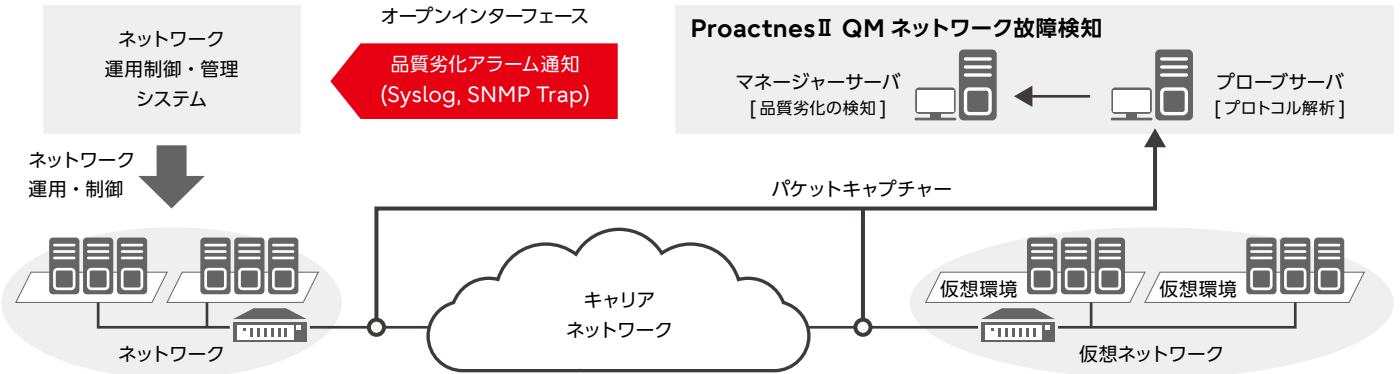 オープンインターフェース
ネットワーク
運用制御・管理
システム
品質劣化アラーム通知
(Syslog, SNMP Trap)
ProactnesⅡ QM ネットワーク故障検知
マネージャーサーバ
[品質劣化の検知]
プローブサーバ
[プロトコル解析]
ネットワーク
運用・制御
パケットキャプチャー
キャリア
ネットワーク
仮想環境
仮想環境
ネットワーク
仮想ネットワーク